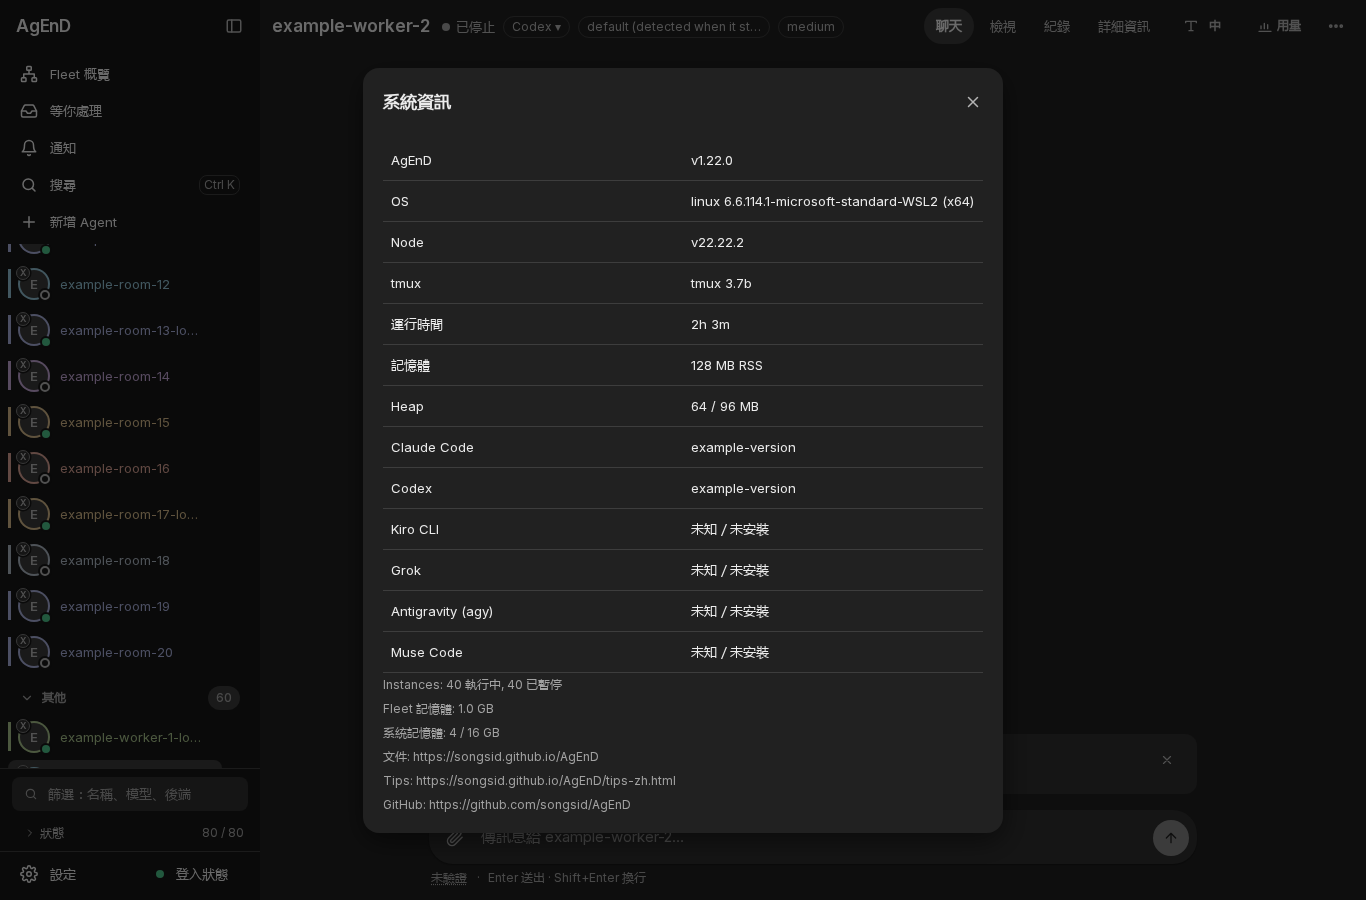 AgEnD
Fleet 概覽
等你處理
通知
搜尋 Ctrl K
新增 Agent
X E example-room-12
X E example-room-13-lo…
X E example-room-14
X E example-room-15
X E example-room-16
X E example-room-17-lo…
X E example-room-18
X E example-room-19
X E example-room-20
其他 60
X E example-worker-1-lo…
篩選：名稱、模型、後端
狀態 80 / 80
設定 登入狀態
example-worker-2 已停止 Codex ▾ default (detected when it st… medium 聊天 檢視 紀錄 詳細資訊 中 用量
系統資訊
AgEnD v1.22.0
OS linux 6.6.114.1-microsoft-standard-WSL2 (x64)
Node v22.22.2
tmux tmux 3.7b
運行時間 2h 3m
記憶體 128 MB RSS
Heap 64 / 96 MB
Claude Code example-version
Codex example-version
Kiro CLI 未知 / 未安裝
Grok 未知 / 未安裝
Antigravity (agy) 未知 / 未安裝
Muse Code 未知 / 未安裝
Instances: 40 執行中, 40 已暫停
Fleet 記憶體: 1.0 GB
系統記憶體: 4 / 16 GB
文件: https://songsid.github.io/AgEnD
Tips: https://songsid.github.io/AgEnD/tips-zh.html
GitHub: https://github.com/songsid/AgEnD
傳訊息給 example-worker-2…
未驗證 · Enter 送出 · Shift+Enter 換行